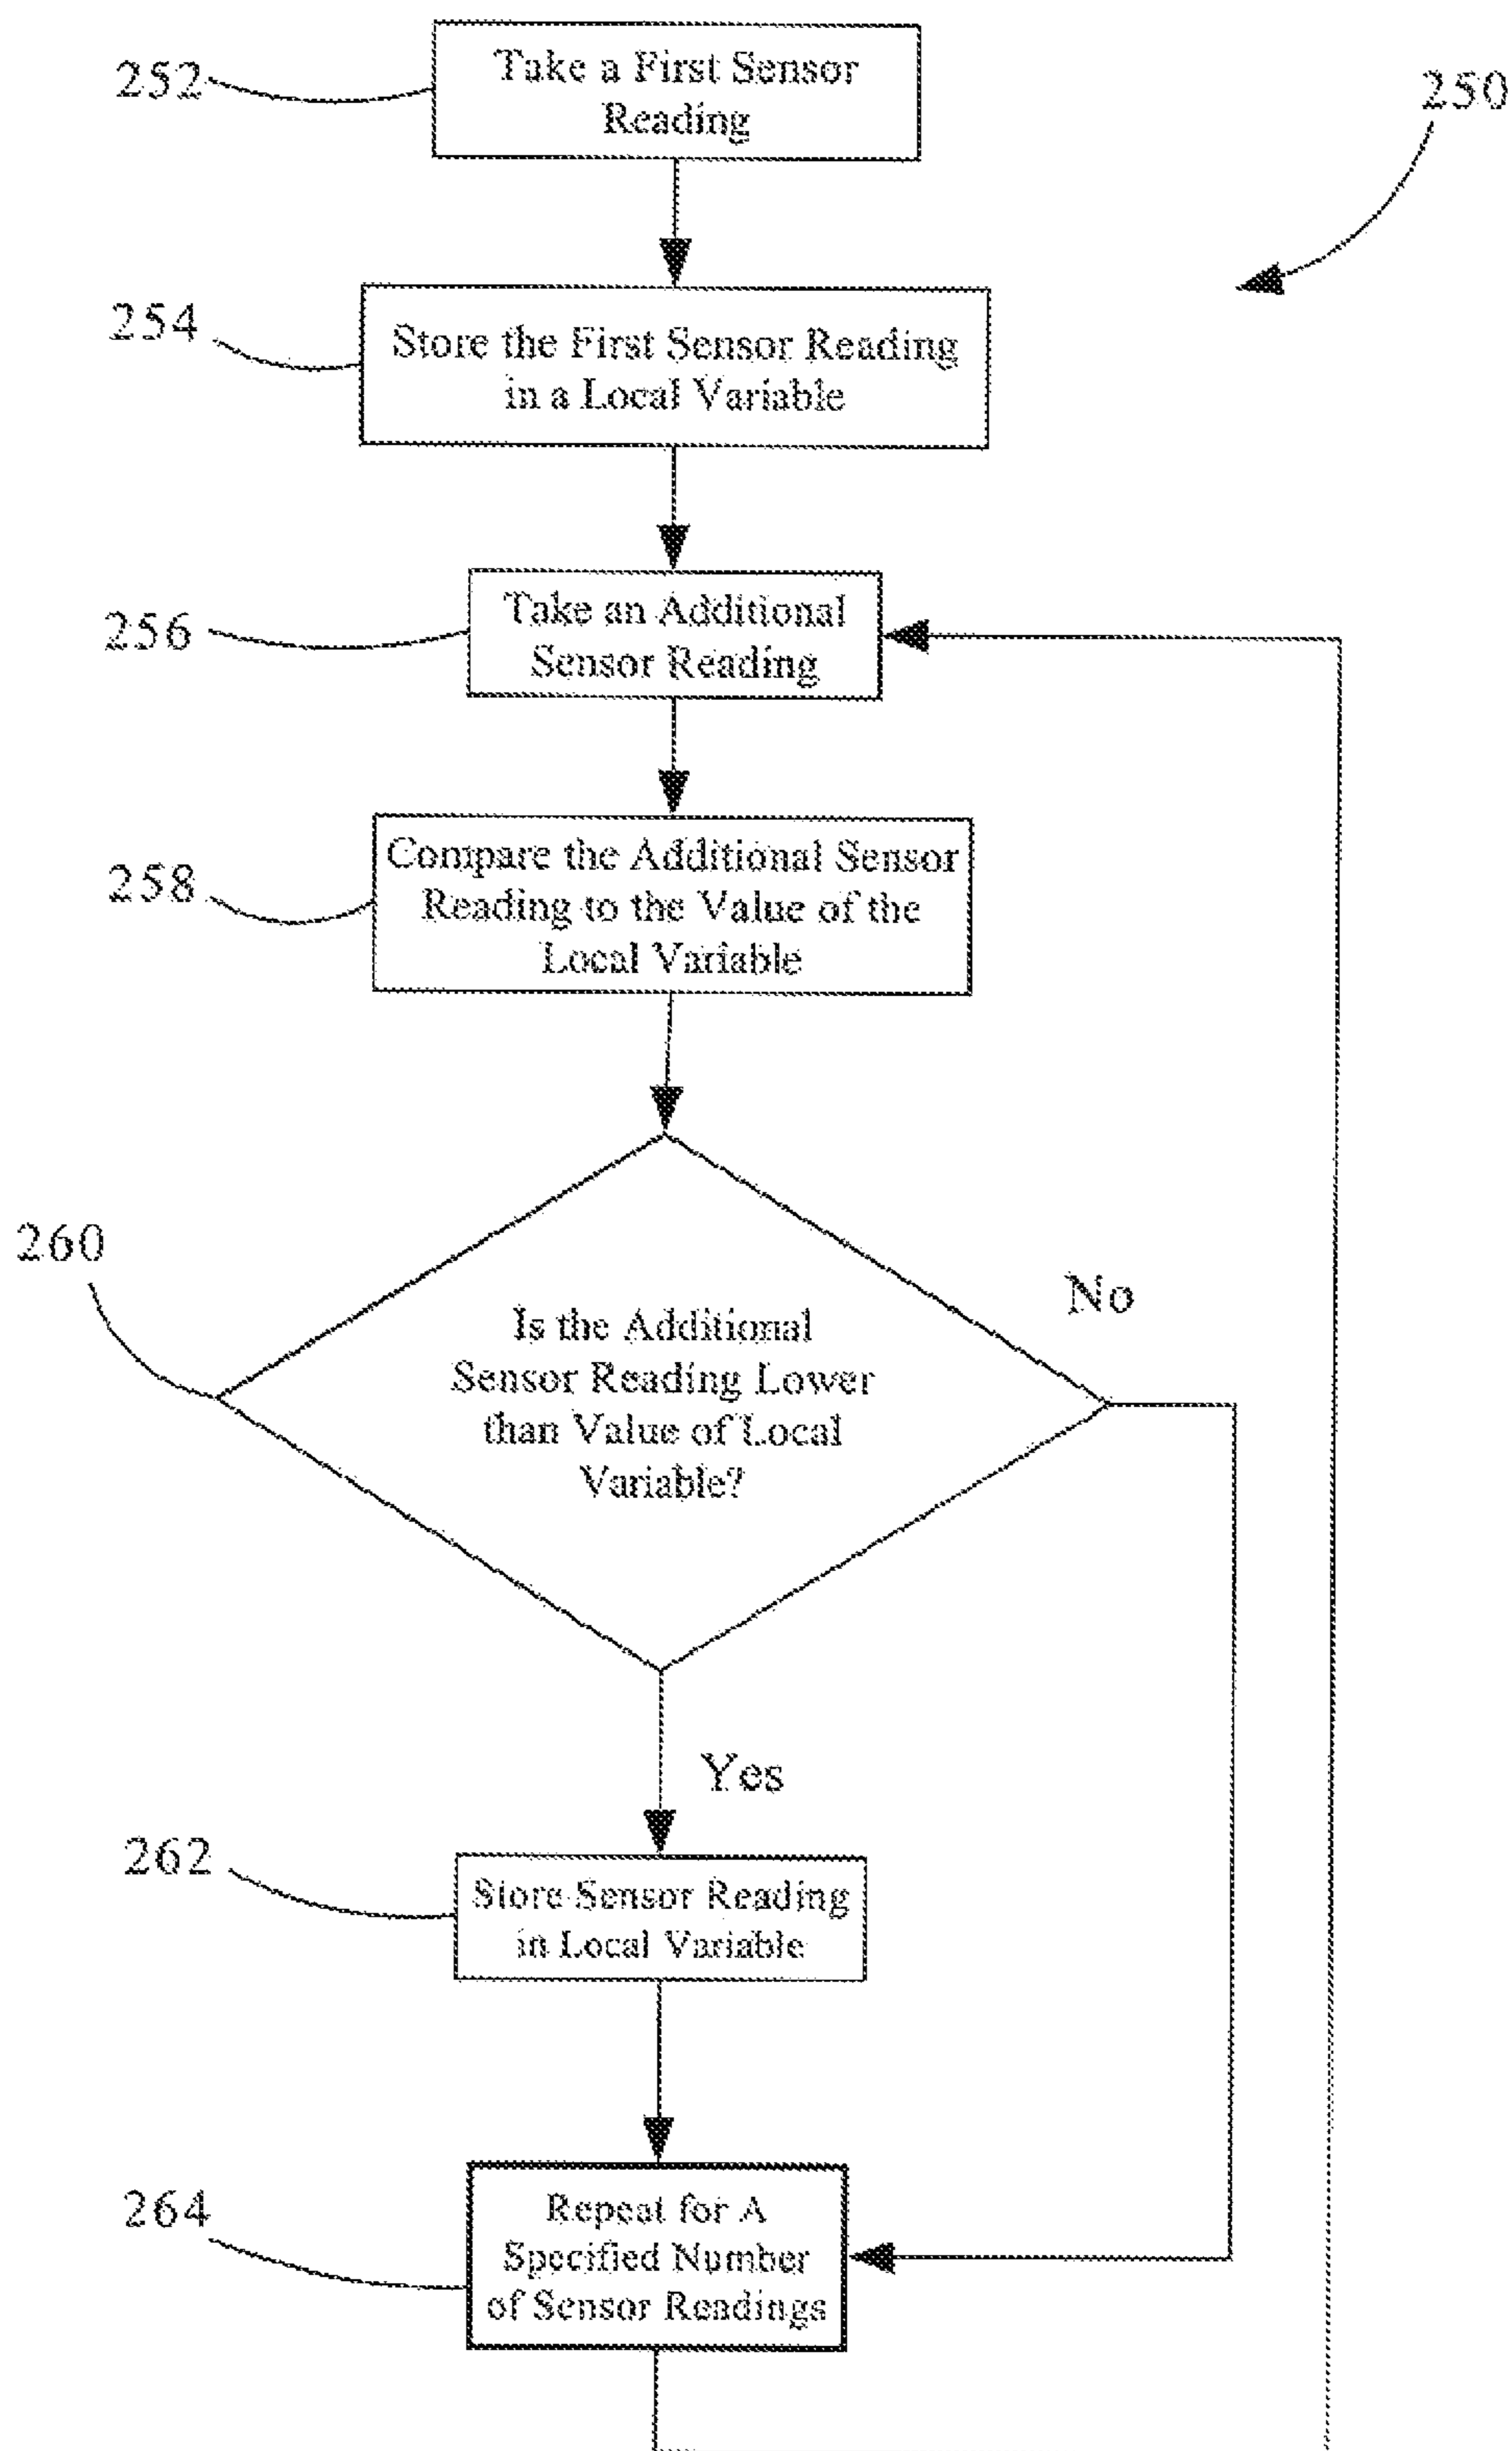 252
Take a First Sensor
Reading
250
254
Store the First Sensor Reading
in a Local Variable
256
Take an Additional
Sensor Reading
258
Compare the Additional Sensor
Reading to the Value of the
Local Variable
260
Is the Additional
Sensor Reading Lower
than Value of Local
Variable?
No
Yes
262
Store Sensor Reading
in Local Variable
264
Repeat for A
Specified Number
of Sensor Readings